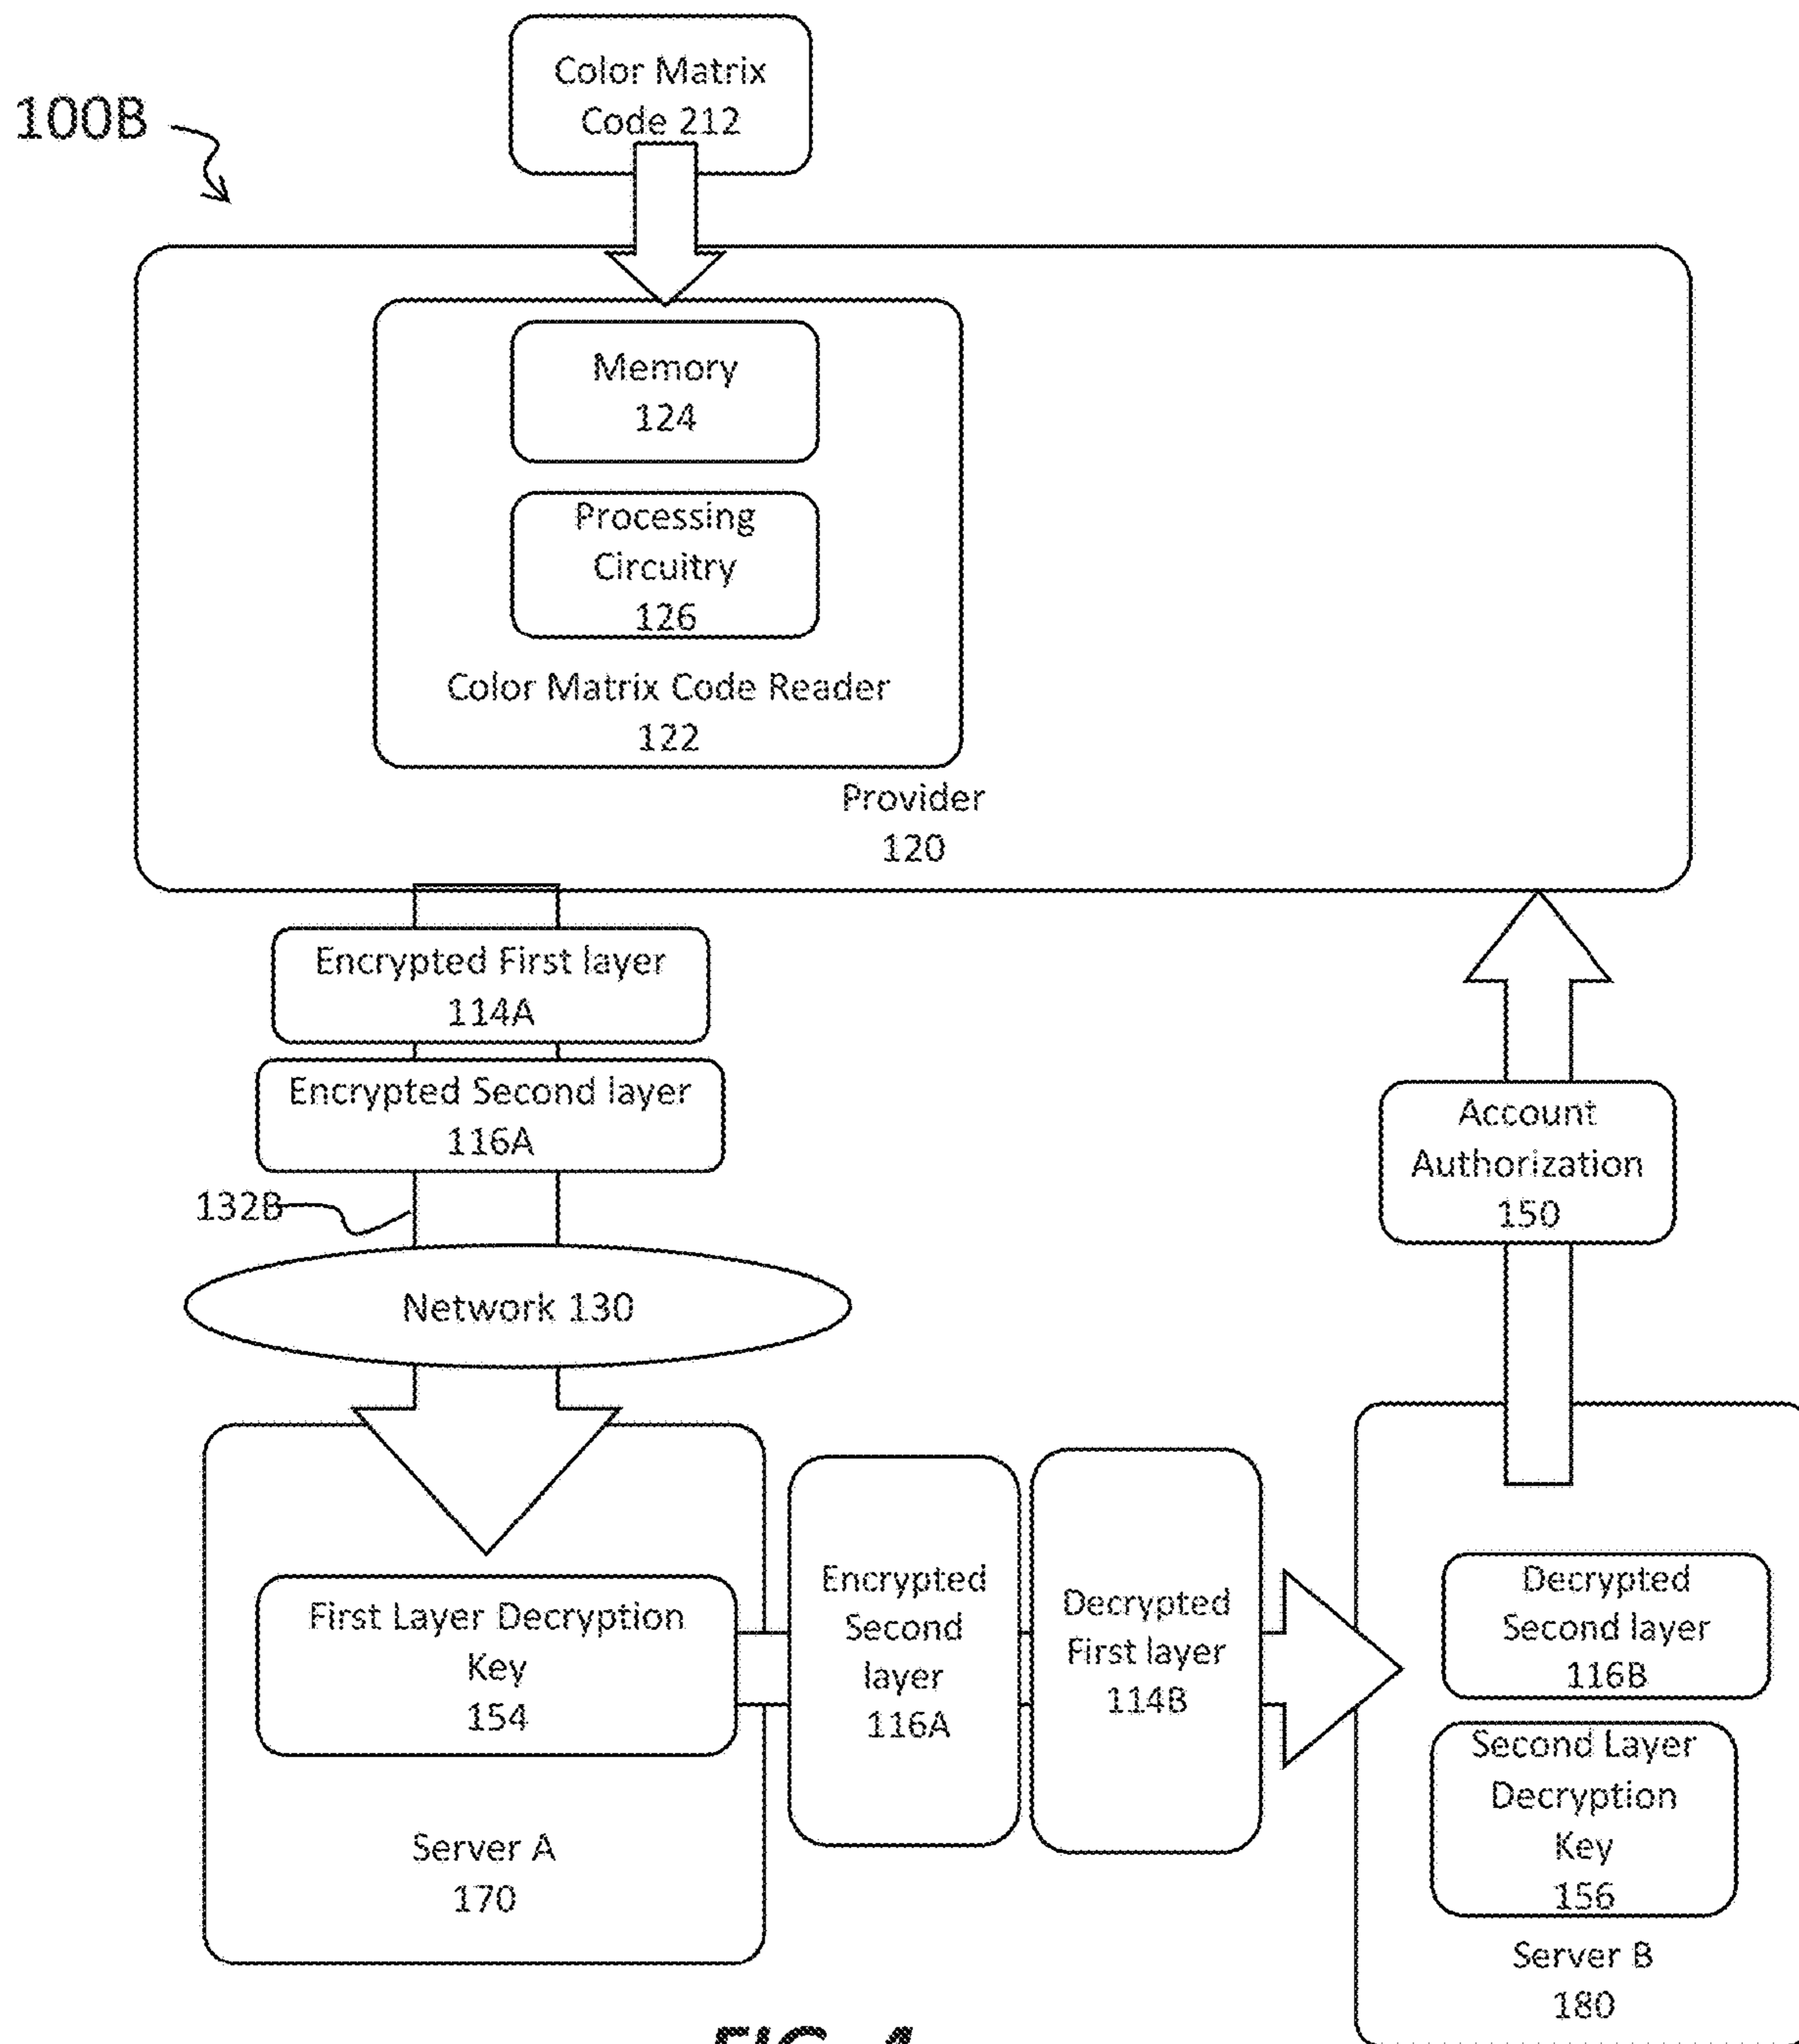 Color Matrix
Code 212
100B
Memory
124
Processing
Circuitry
126
Color Matrix Code Reader
122
Provider
120
Encrypted First layer
114A
Encrypted Second layer
116A
132B
Network 130
Account
Authorization
150
First Layer Decryption
Key
154
Server A
170
Encrypted
Second
layer
116A
Decrypted
First layer
114B
Decrypted
Second layer
116B
Second Layer
Decryption
Key
156
Server B
180
FIG. 4